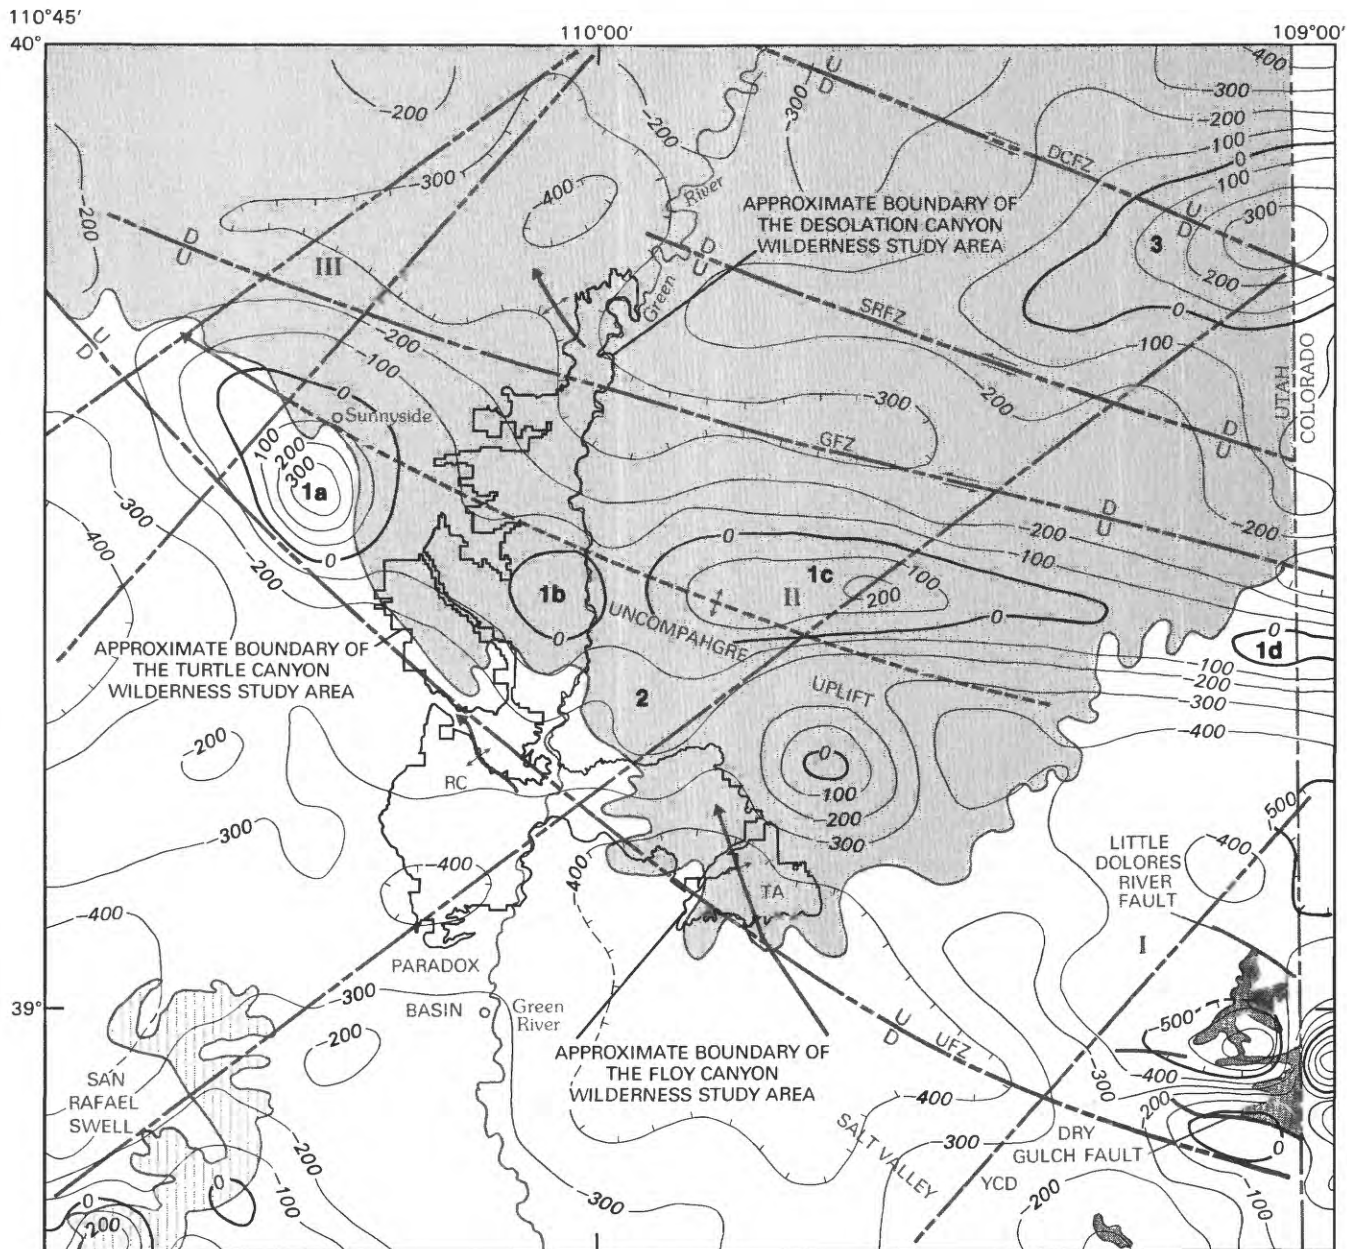 110°45′
110°00′
109°00′
40°
-400
-300
-200
-100
0
100
300
200
0
-100
-200
-300
-400
-200
-300
-200
-200
-300
U
D
DCFZ
U
D
3
River
Green
APPROXIMATE BOUNDARY OF
THE DESOLATION CANYON
WILDERNESS STUDY AREA
D
U
III
D
U
SRFZ
U
D
-200
-100
0
Sunnyside
100
200
300
1a
0
-300
-400
-200
-300
-200
GFZ
D
U
UTAH
COLORADO
D
U
-200
-200
-100
0
1c
-100
-200
0
II
1b
0
UNCOMPAHGRE
UPLIFT
2
0
1d
-100
-200
-300
-400
APPROXIMATE BOUNDARY OF
THE TURTLE CANYON
WILDERNESS STUDY AREA
-200
RC
0
-100
-200
-300
-300
-400
-400
-400
TA
-500
-400
LITTLE
DOLORES
RIVER
FAULT
I
PARADOX
BASIN
Green
River
39°
-300
-200
U
D
UFZ
-500
-400
-300
-200
0
APPROXIMATE BOUNDARY OF
THE FLOY CANYON
WILDERNESS STUDY AREA
-400
-300
SALT VALLEY
DRY
GULCH FAULT
YCD
SAN
RAFAEL
SWELL
-200
-100
0
0
200
-300
-200
-100